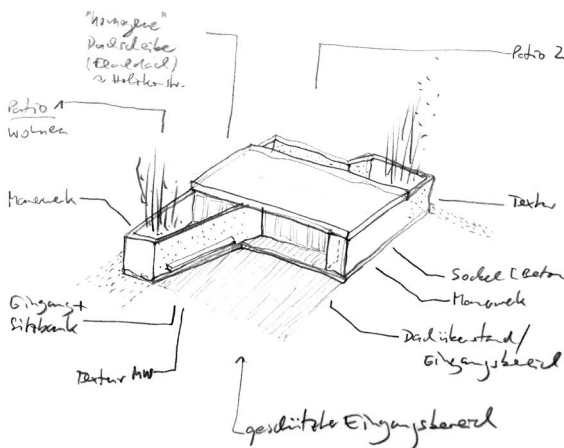 "homogene"
Dachscheibe
(Flachdach)
≈ Holzkonstr.
Patio 2
Patio 1
Wohnen
Mauerwerk
Textur
Sockel (Beton
Mauerwerk
Eingang +
Sitzbank
Textur MW
Dachüberstand/
Eingangsbereich
geschützter Eingangsbereich